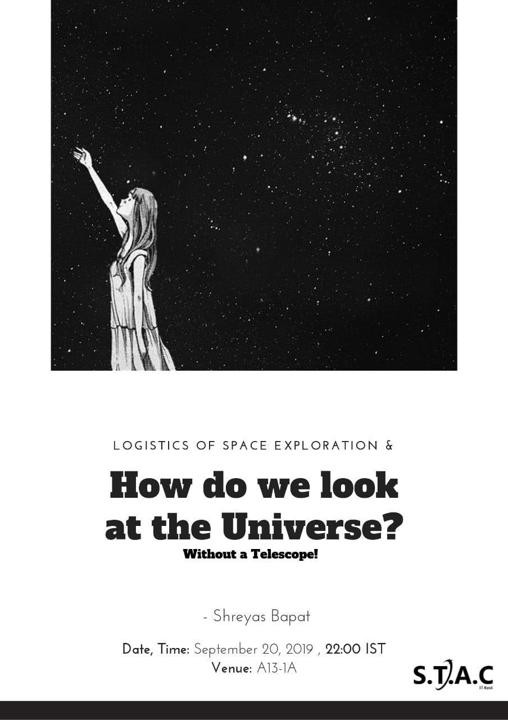 LOGISTICS OF SPACE EXPLORATION &
How do we look
at the Universe?
Without a Telescope!
- Shreyas Bapat
Date, Time: September 20, 2019 , 22:00 IST
Venue: A13-1A
S.T.A.C
IIT Mandi